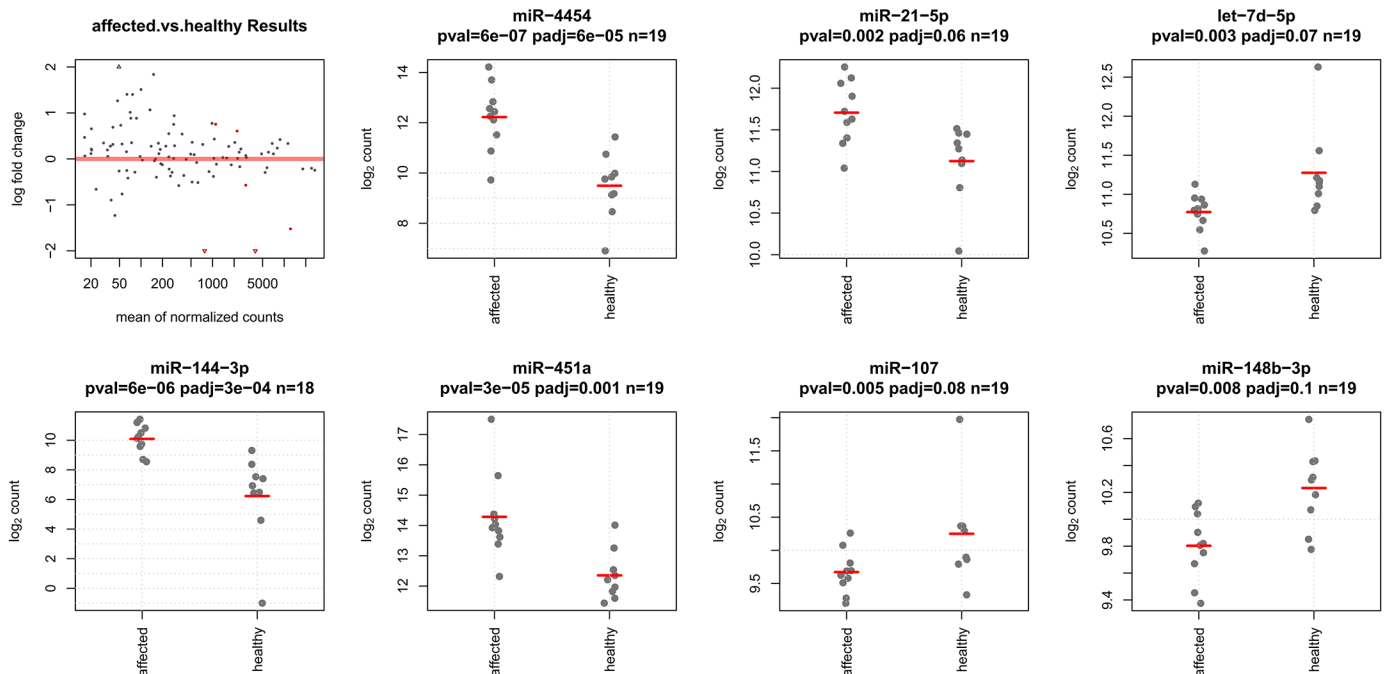 affected.vs.healthy Results
log fold change
2
1
0
−1
−2
20 50 200 1000 5000
mean of normalized counts
miR−4454
pval=6e−07 padj=6e−05 n=19
log2 count
14
12
10
8
affected
healthy
miR−21−5p
pval=0.002 padj=0.06 n=19
log2 count
12.0
11.5
11.0
10.5
10.0
affected
healthy
let−7d−5p
pval=0.003 padj=0.07 n=19
log2 count
12.5
11.5
11.0
10.5
affected
healthy
miR−144−3p
pval=6e−06 padj=3e−04 n=18
log2 count
10
8
6
4
2
0
affected
healthy
miR−451a
pval=3e−05 padj=0.001 n=19
log2 count
17
15
14
13
12
affected
healthy
miR−107
pval=0.005 padj=0.08 n=19
log2 count
11.5
10.5
9.5
affected
healthy
miR−148b−3p
pval=0.008 padj=0.1 n=19
log2 count
10.6
10.2
9.8
9.4
affected
healthy